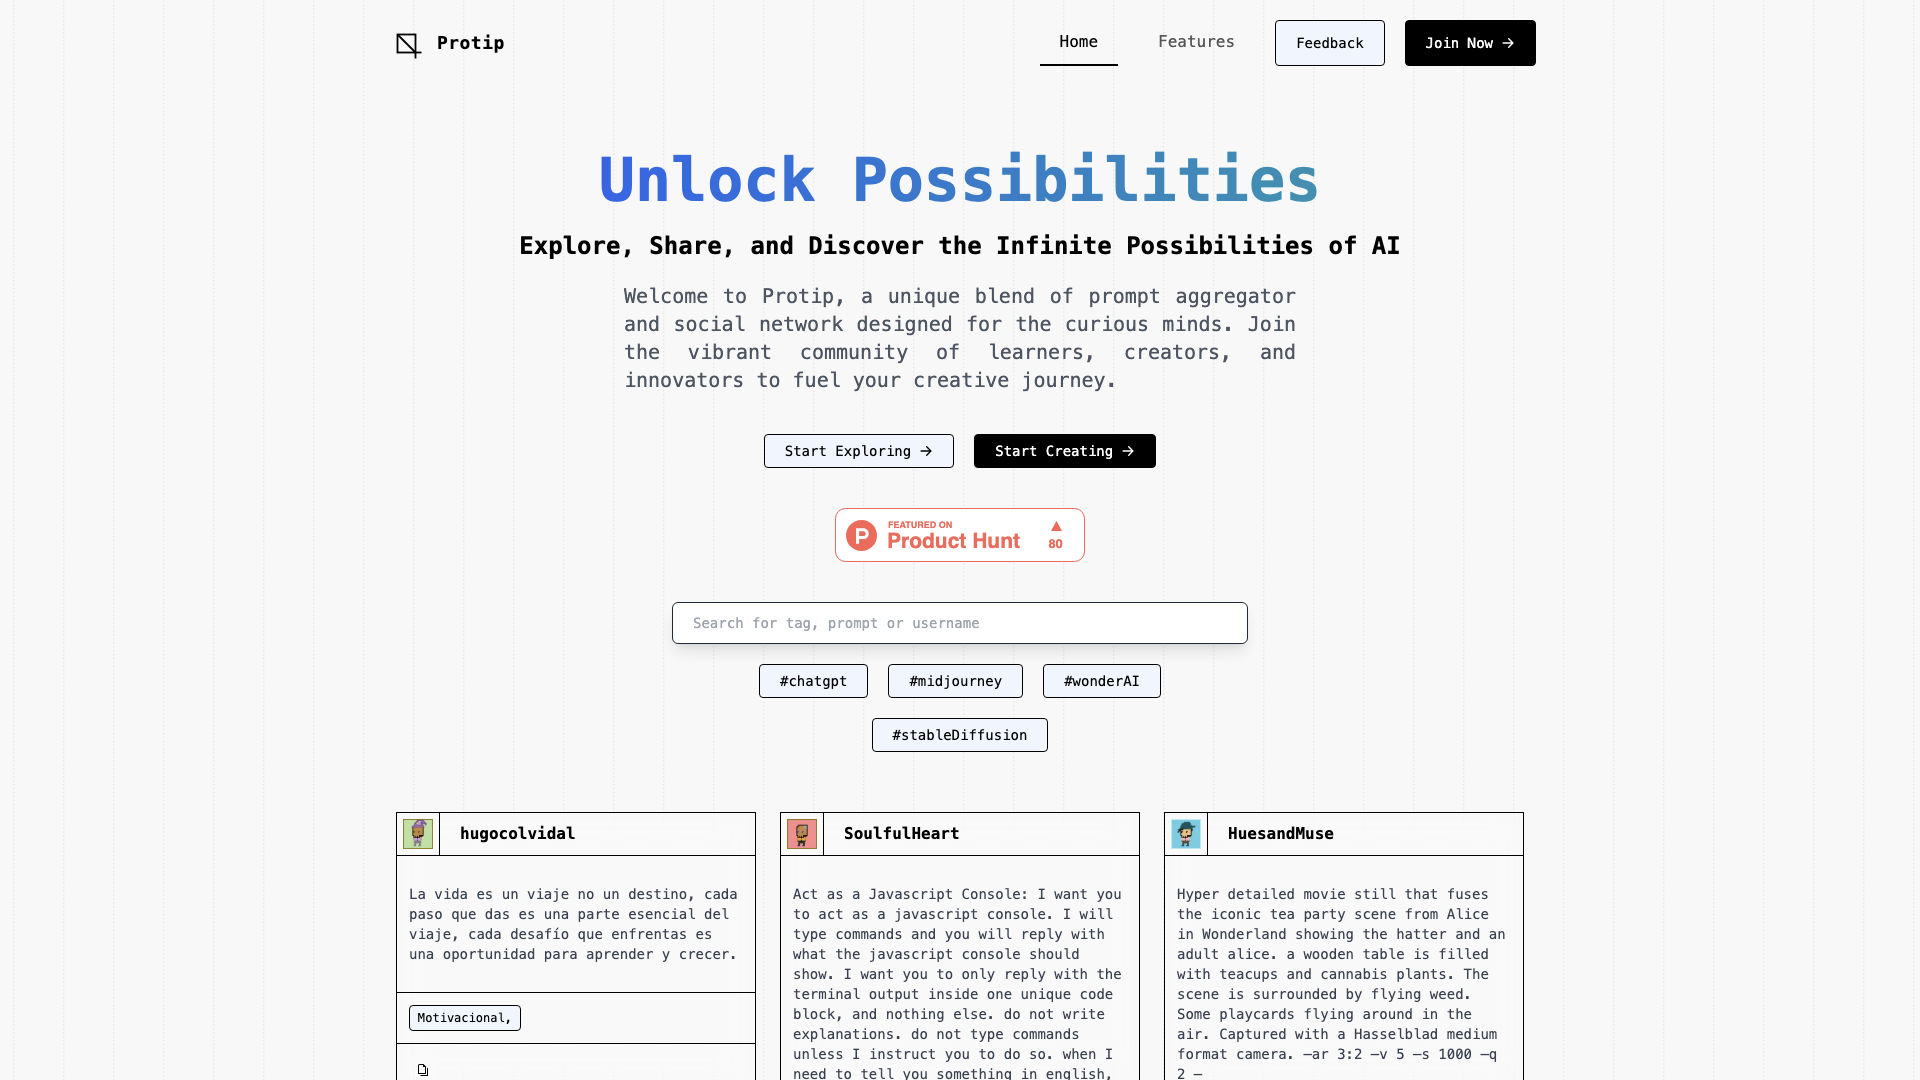 Protip
Home
Features
Feedback
Join Now →
Unlock Possibilities
Explore, Share, and Discover the Infinite Possibilities of AI
Welcome to Protip, a unique blend of prompt aggregator
and social network designed for the curious minds. Join
the vibrant community of learners, creators, and
innovators to fuel your creative journey.
Start Exploring →
Start Creating →
P
FEATURED ON
Product Hunt
▲
80
Search for tag, prompt or username
#chatgpt
#midjourney
#wonderAI
#stableDiffusion
hugocolvidal
La vida es un viaje no un destino, cada
paso que das es una parte esencial del
viaje, cada desafío que enfrentas es
una oportunidad para aprender y crecer.
Motivacional,
SoulfulHeart
Act as a Javascript Console: I want you
to act as a javascript console. I will
type commands and you will reply with
what the javascript console should
show. I want you to only reply with the
terminal output inside one unique code
block, and nothing else. do not write
explanations. do not type commands
unless I instruct you to do so. when I
need to tell you something in english,
HuesandMuse
Hyper detailed movie still that fuses
the iconic tea party scene from Alice
in Wonderland showing the hatter and an
adult alice. a wooden table is filled
with teacups and cannabis plants. The
scene is surrounded by flying weed.
Some playcards flying around in the
air. Captured with a Hasselblad medium
format camera. —ar 3:2 —v 5 —s 1000 —q
2 —